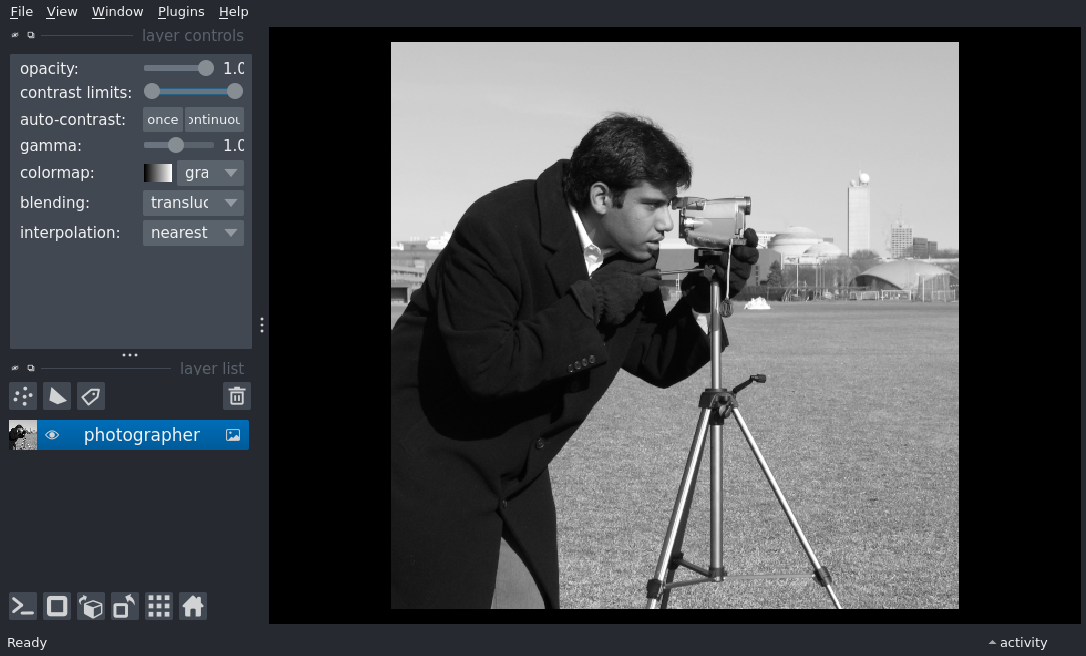 File View Window Plugins Help
layer controls
opacity: 1.0
contrast limits:
auto-contrast: once ontinuou
gamma: 1.0
colormap: gra
blending: transluc
interpolation: nearest
layer list
photographer
Ready activity